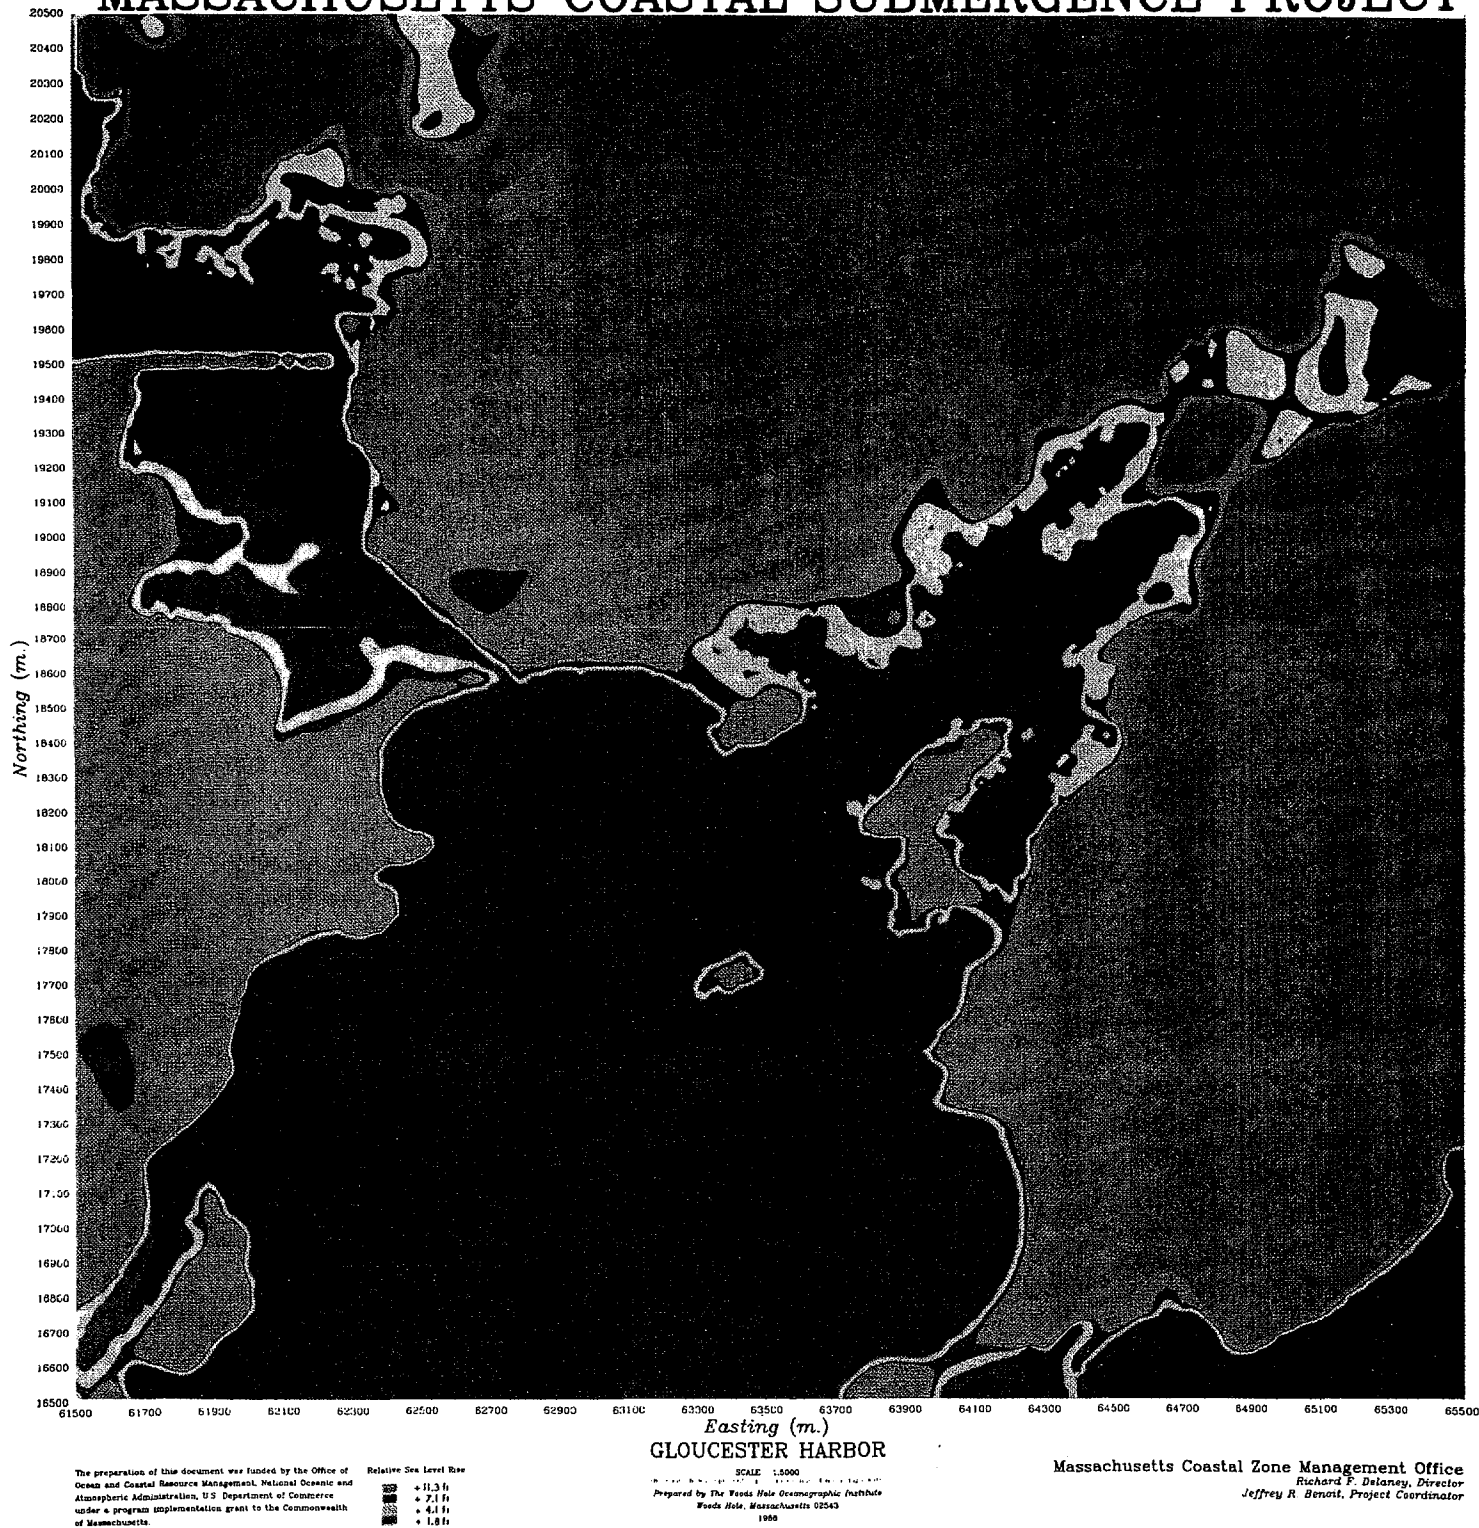 MASSACHUSETTS COASTAL SUBMERGENCE PROJECT
20500
20400
20300
20200
20100
20000
19900
19800
19700
19600
19500
19400
19300
19200
19100
19000
18900
18800
18700
18600
18500
18400
18300
18200
18100
18000
17900
17800
17700
17600
17500
17400
17300
17200
17100
17000
16900
16800
16700
16600
16500
Northing (m.)
61500 61700 61900 62100 62300 62500 62700 62900 63100 63300 63500 63700 63900 64100 64300 64500 64700 64900 65100 65300 65500
Easting (m.)
GLOUCESTER HARBOR
The preparation of this document was funded by the Office of
Ocean and Coastal Resource Management, National Oceanic and
Atmospheric Administration, U.S. Department of Commerce
under a program implementation grant to the Commonwealth
of Massachusetts.
Relative Sea Level Rise
+ 11.3 ft
+ 7.1 ft
+ 4.1 ft
+ 1.8 ft
SCALE 1:5000
Prepared by The Woods Hole Oceanographic Institute
Woods Hole, Massachusetts 02543
Massachusetts Coastal Zone Management Office
Richard F. Delaney, Director
Jeffrey R. Benoit, Project Coordinator